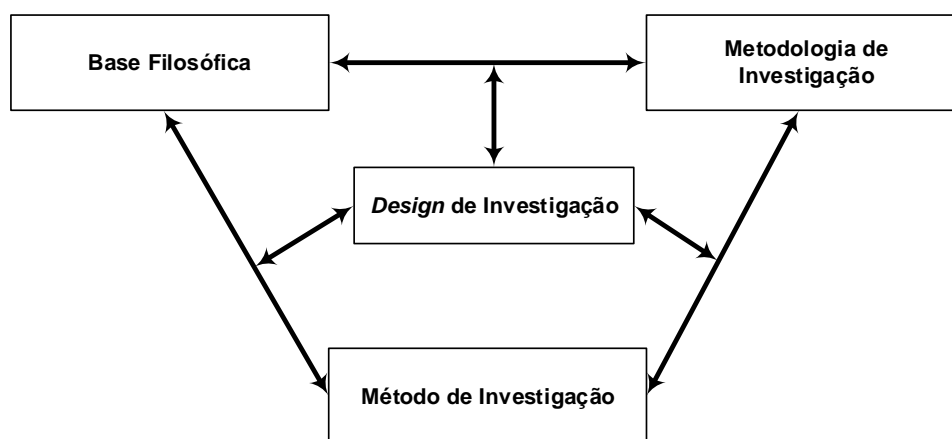 Base Filosófica
Metodologia de
Investigação
Design de Investigação
Método de Investigação